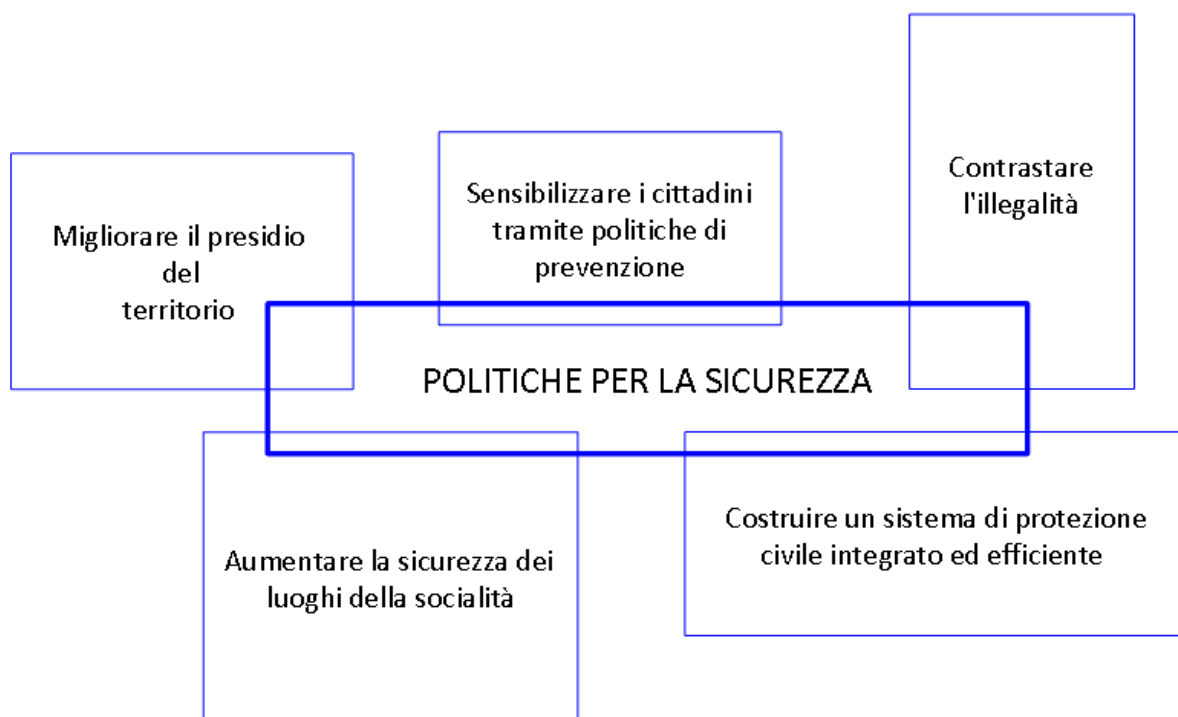 Migliorare il presidio
del
territorio
Sensibilizzare i cittadini
tramite politiche di
prevenzione
Contrastare
l'illegalità
POLITICHE PER LA SICUREZZA
Aumentare la sicurezza dei
luoghi della socialità
Costruire un sistema di protezione
civile integrato ed efficiente